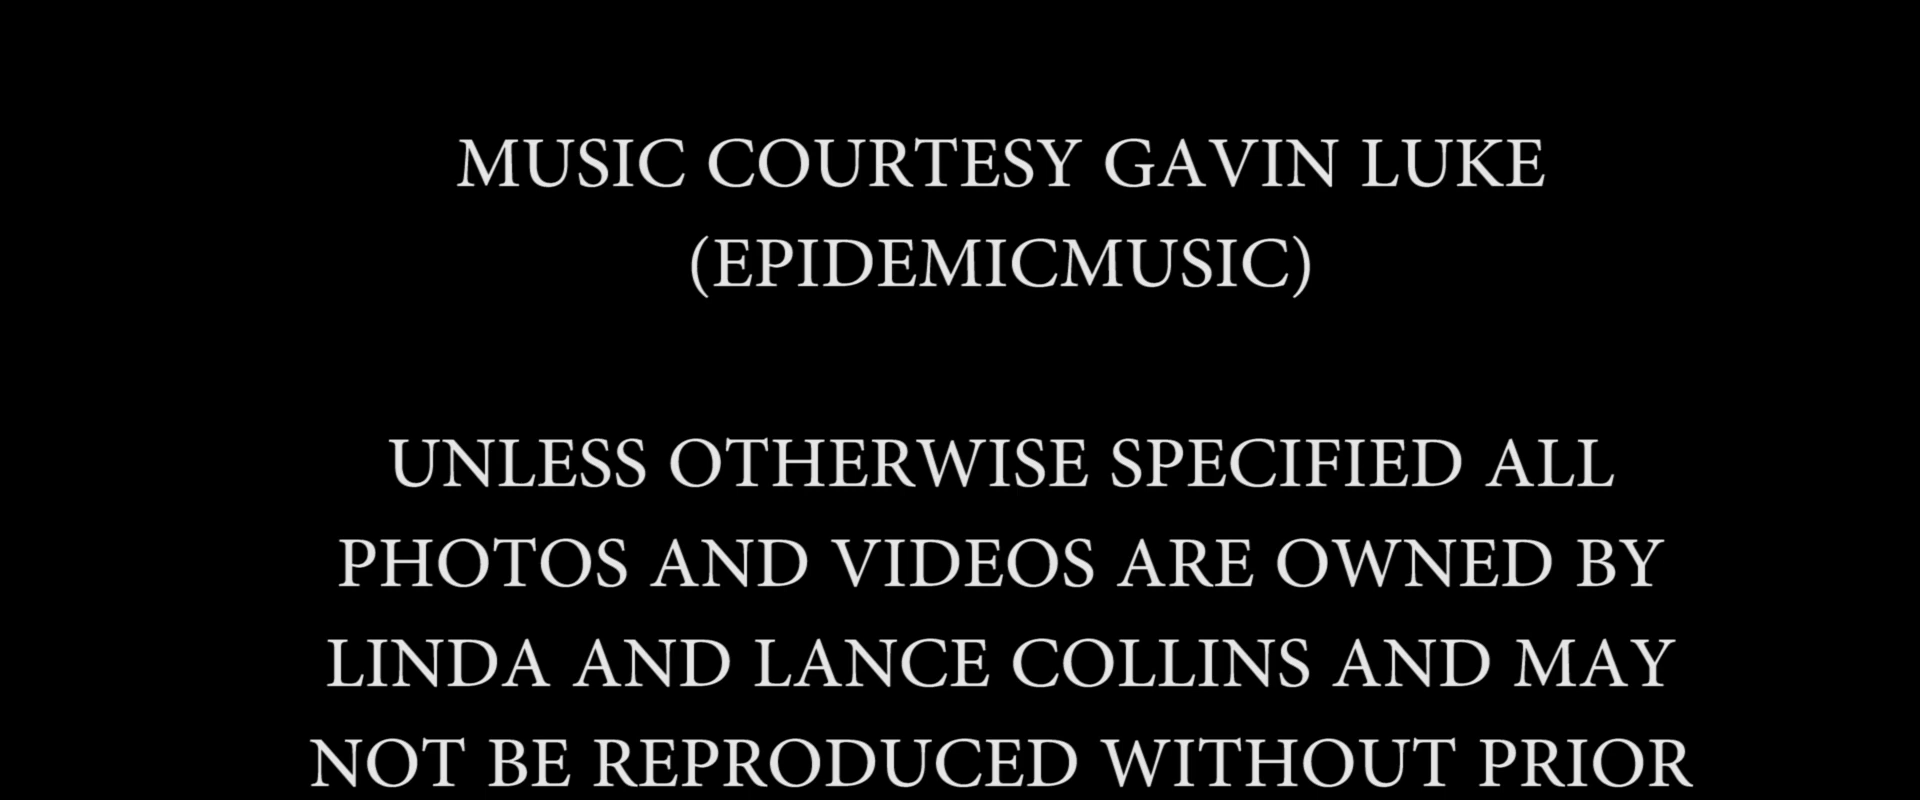 MUSIC COURTESY GAVIN LUKE
(EPIDEMICMUSIC)
UNLESS OTHERWISE SPECIFIED ALL
PHOTOS AND VIDEOS ARE OWNED BY
LINDA AND LANCE COLLINS AND MAY
NOT BE REPRODUCED WITHOUT PRIOR